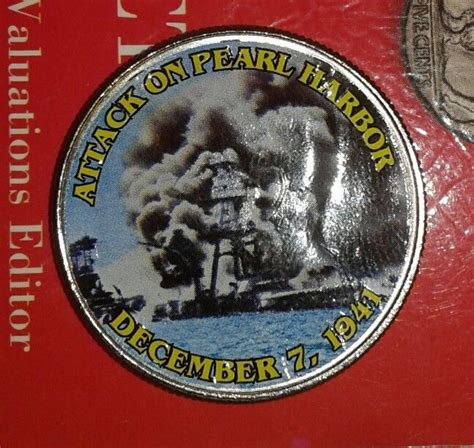 ATTACK ON PEARL HARBOR
DECEMBER 7, 1941
Valuations Editor